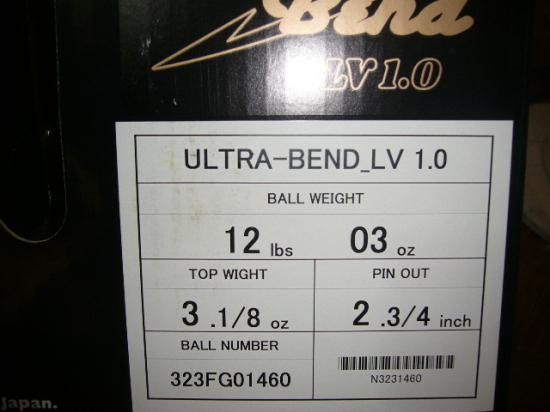 Bend
LV 1.0
ULTRA-BEND_LV 1.0
BALL WEIGHT
12 lbs 03 oz
TOP WIGHT
PIN OUT
3 .1/8 oz
2 .3/4 inch
BALL NUMBER
323FG01460
N3231460
Japan.